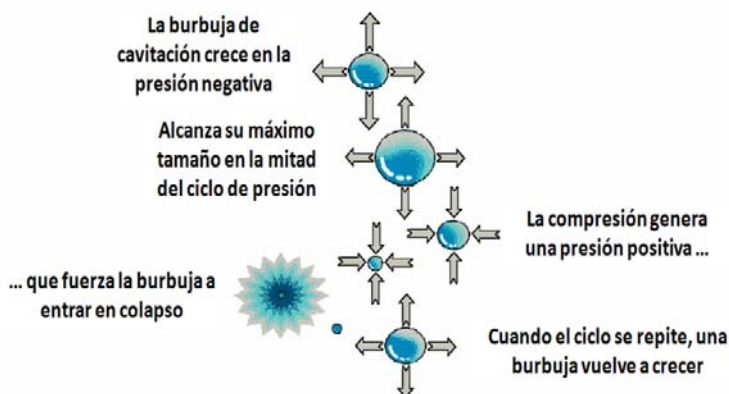 La burbuja de
cavitación crece en la
presión negativa
Alcanza su máximo
tamaño en la mitad
del ciclo de presión
La compresión genera
una presión positiva ...
... que fuerza la burbuja a
entrar en colapso
Cuando el ciclo se repite, una
burbuja vuelve a crecer